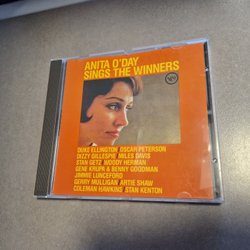 ANITA O'DAY
SINGS THE WINNERS
Verve
DUKE ELLINGTON OSCAR PETERSON
DIZZY GILLESPIE MILES DAVIS
STAN GETZ WOODY HERMAN
GENE KRUPA & BENNY GOODMAN
JIMMIE LUNCEFORD
GERRY MULLIGAN ARTIE SHAW
COLEMAN HAWKINS STAN KENTON